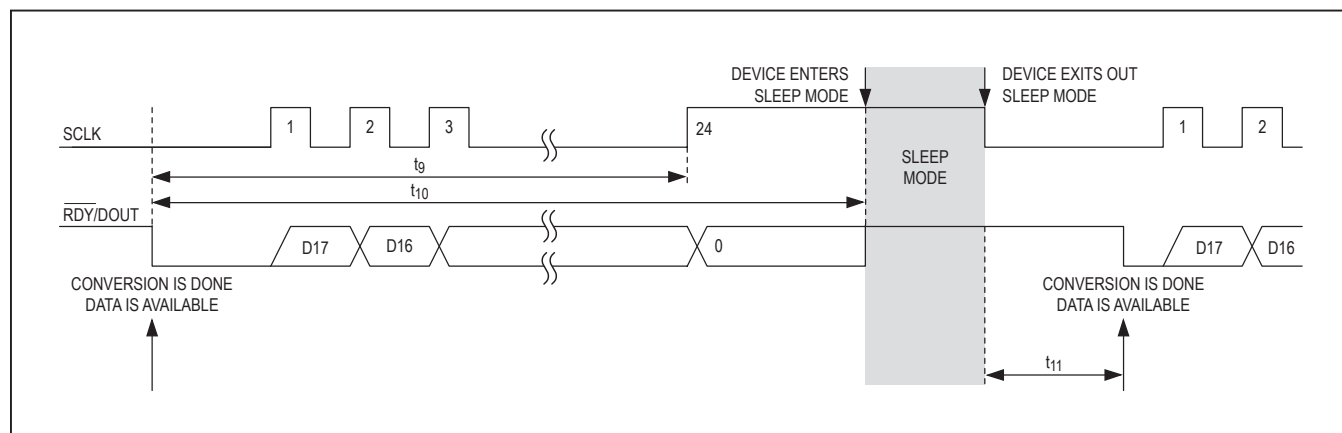 DEVICE ENTERS
SLEEP MODE
DEVICE EXITS OUT
SLEEP MODE
SCLK
1
2
3
24
1
2
SLEEP
MODE
t9
t10
RDY/DOUT
D17
D16
0
D17
D16
CONVERSION IS DONE
DATA IS AVAILABLE
CONVERSION IS DONE
DATA IS AVAILABLE
t11